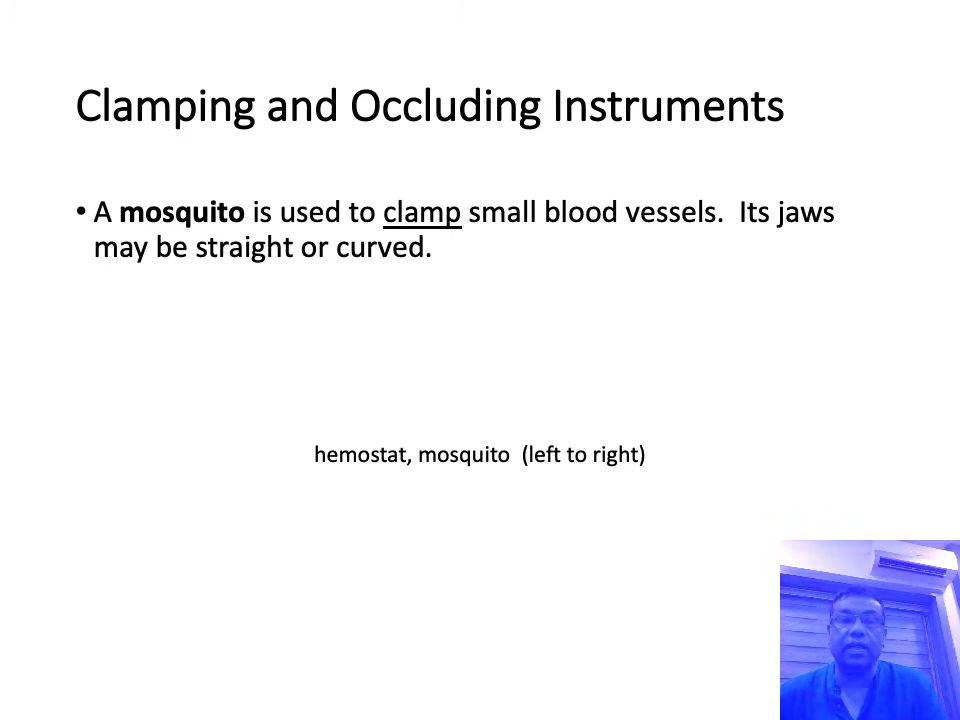 Clamping and Occluding Instruments
• A mosquito is used to clamp small blood vessels.  Its jaws
may be straight or curved.
hemostat, mosquito  (left to right)